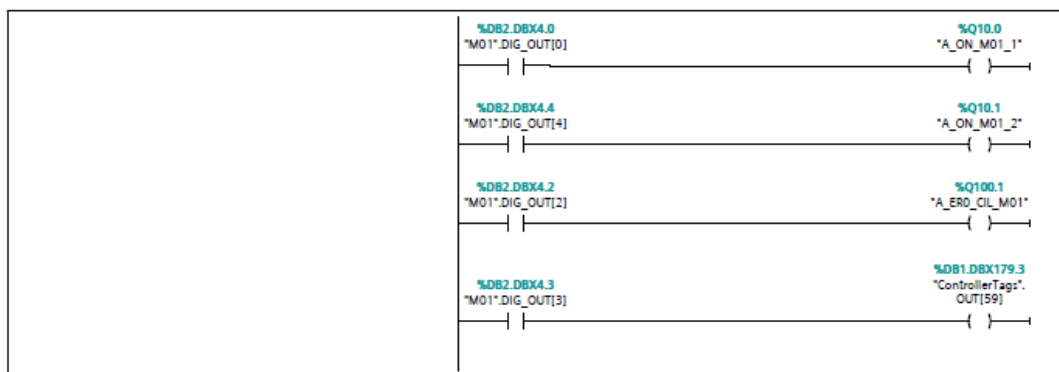 %DB2.DBX4.0
"M01".DIG_OUT[0]
%Q10.0
"A_ON_M01_1"
%DB2.DBX4.4
"M01".DIG_OUT[4]
%Q10.1
"A_ON_M01_2"
%DB2.DBX4.2
"M01".DIG_OUT[2]
%Q100.1
"A_ER0_CIL_M01"
%DB2.DBX4.3
"M01".DIG_OUT[3]
%DB1.DBX179.3
"ControllerTags".
OUT[59]